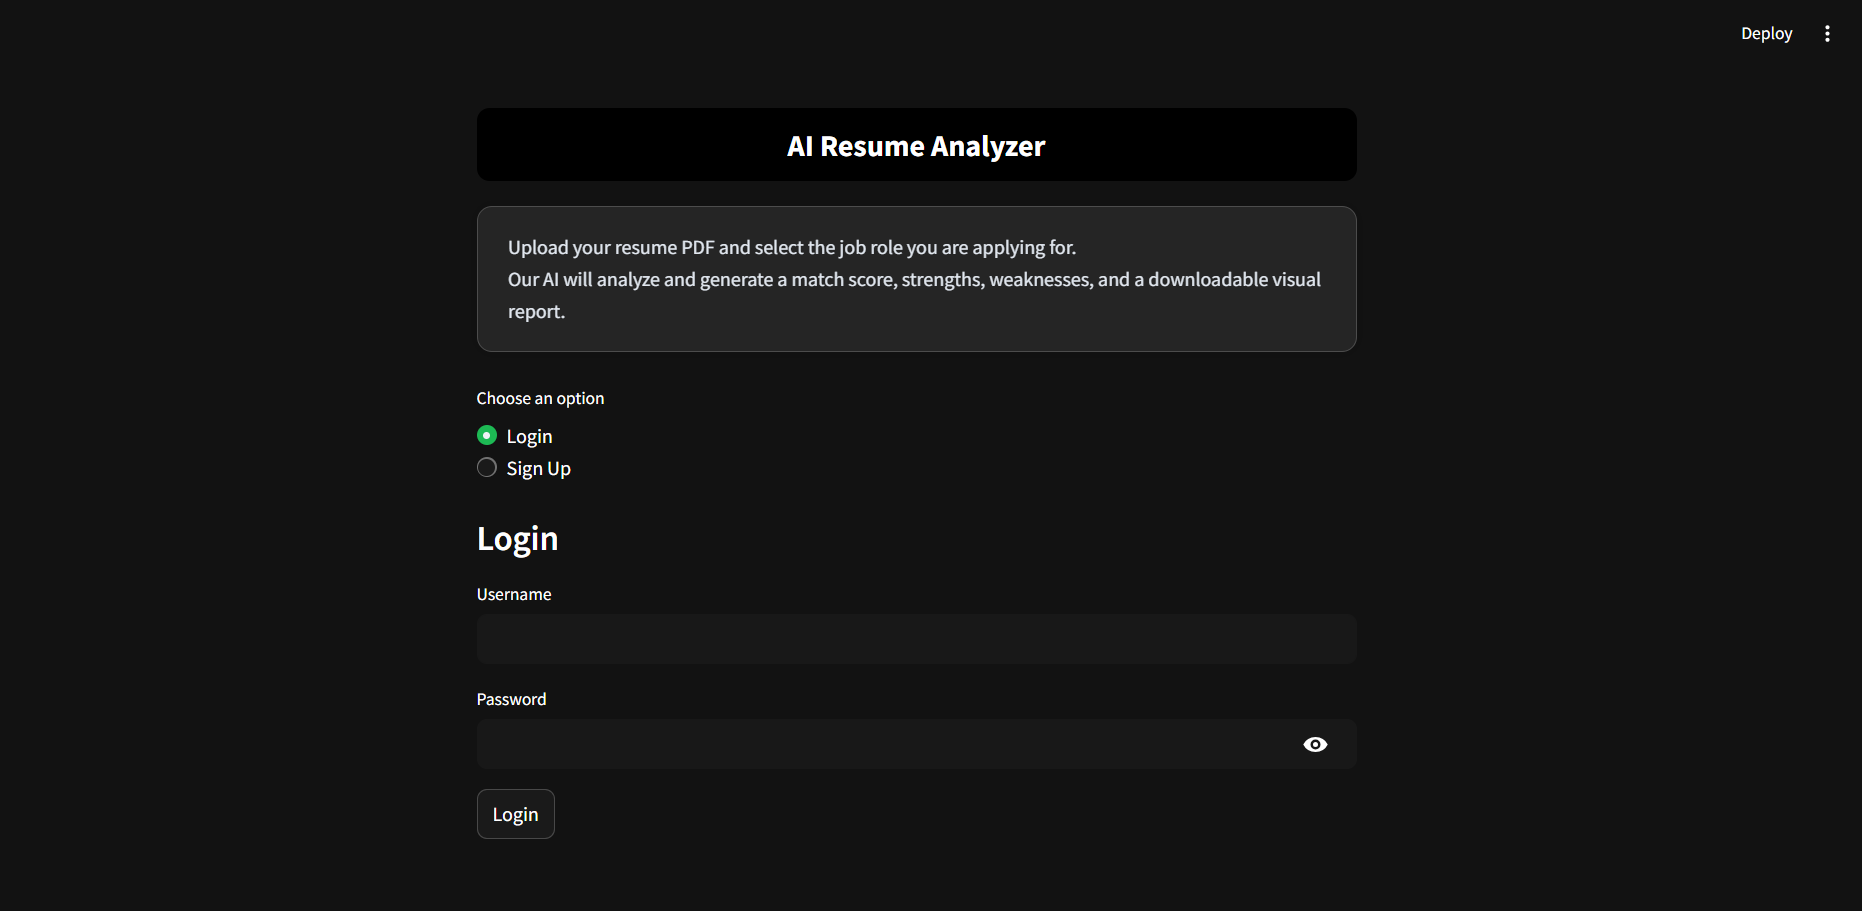 Deploy
AI Resume Analyzer
Upload your resume PDF and select the job role you are applying for.
Our AI will analyze and generate a match score, strengths, weaknesses, and a downloadable visual
report.
Choose an option
Login
Sign Up
Login
Username
Password
Login